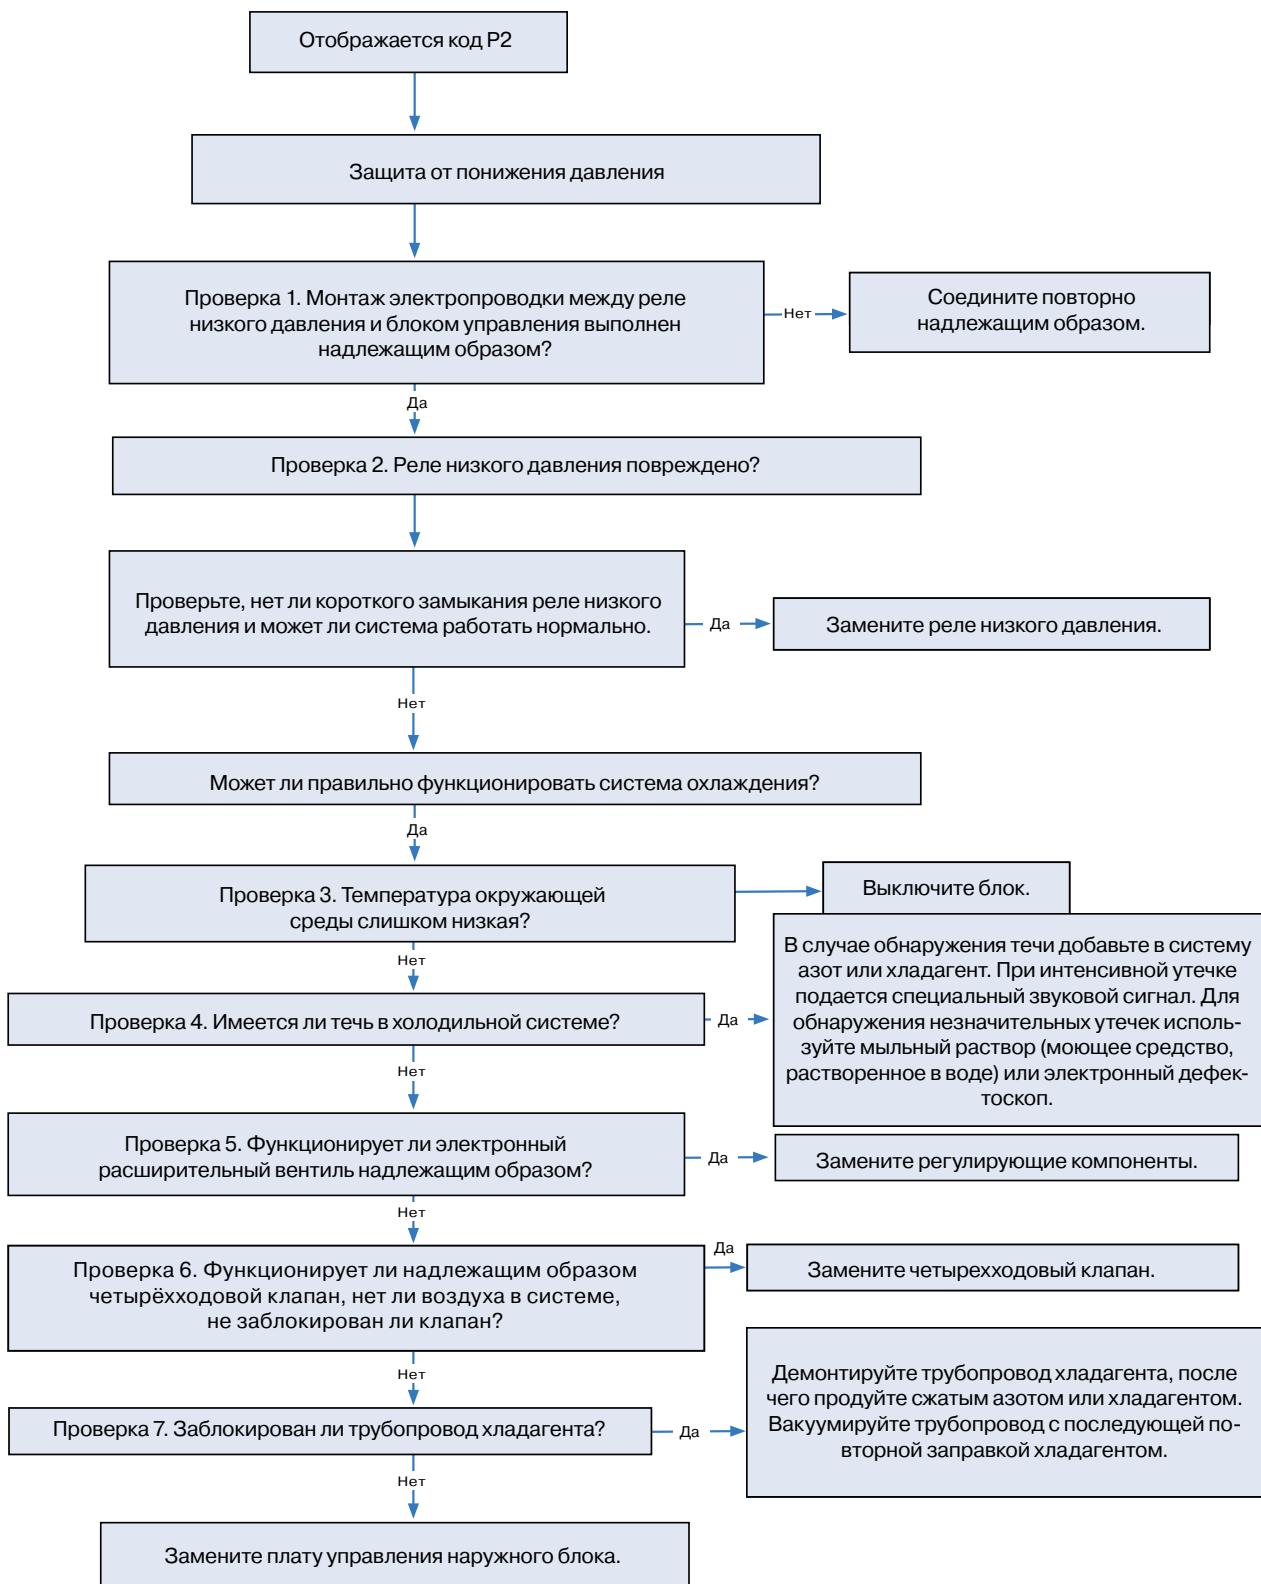 Отображается код P2
Защита от понижения давления
Проверка 1. Монтаж электропроводки между реле
низкого давления и блоком управления выполнен
надлежащим образом?
Нет
Соедините повторно
надлежащим образом.
Да
Проверка 2. Реле низкого давления повреждено?
Проверьте, нет ли короткого замыкания реле низкого
давления и может ли система работать нормально.
Да
Замените реле низкого давления.
Нет
Может ли правильно функционировать система охлаждения?
Да
Проверка 3. Температура окружающей
среды слишком низкая?
Выключите блок.
Нет
Проверка 4. Имеется ли течь в холодильной системе?
Да
В случае обнаружения течи добавьте в систему
азот или хладагент. При интенсивной утечке
подается специальный звуковой сигнал. Для
обнаружения незначительных утечек исполь-
зуйте мыльный раствор (моющее средство,
растворенное в воде) или электронный дефек-
тоскоп.
Нет
Проверка 5. Функционирует ли электронный
расширительный вентиль надлежащим образом?
Да
Замените регулирующие компоненты.
Нет
Проверка 6. Функционирует ли надлежащим образом
четырёхходовой клапан, нет ли воздуха в системе,
не заблокирован ли клапан?
Да
Замените четырехходовый клапан.
Нет
Проверка 7. Заблокирован ли трубопровод хладагента?
Да
Демонтируйте трубопровод хладагента, после
чего продуйте сжатым азотом или хладагентом.
Вакуумируйте трубопровод с последующей по-
вторной заправкой хладагентом.
Нет
Замените плату управления наружного блока.